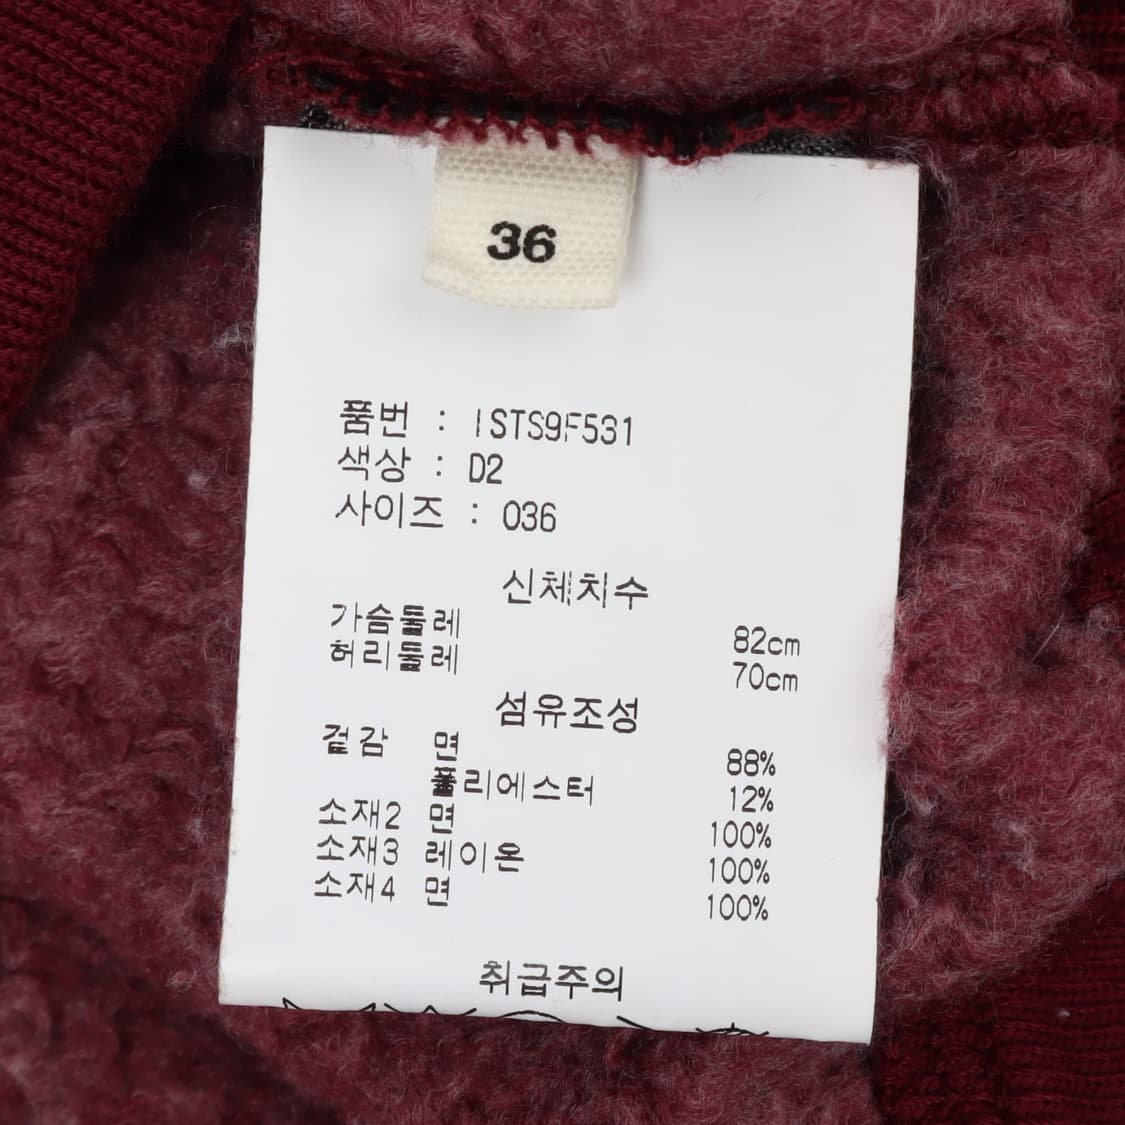 36
품번 : ISTS9F531
색상 : D2
사이즈 : 036
신체치수
가슴둘레 82cm
허리둘레 70cm
섬유조성
겉감 면 88%
폴리에스터 12%
소재2 면 100%
소재3 레이온 100%
소재4 면 100%
취급주의